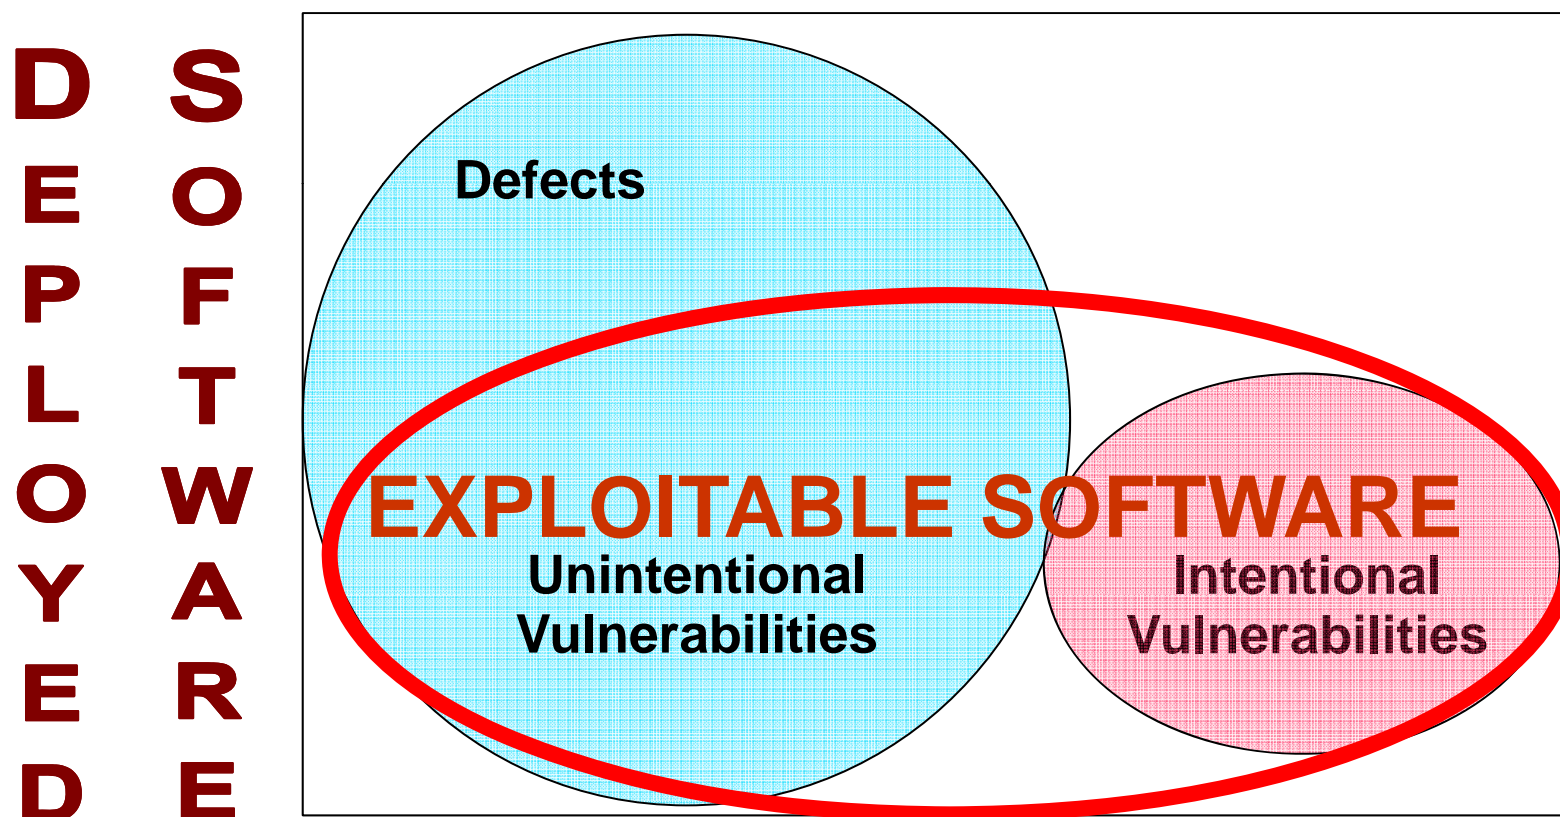 DEPLOYED
SOFTWARE
Defects
EXPLOITABLE SOFTWARE
Unintentional
Vulnerabilities
Intentional
Vulnerabilities